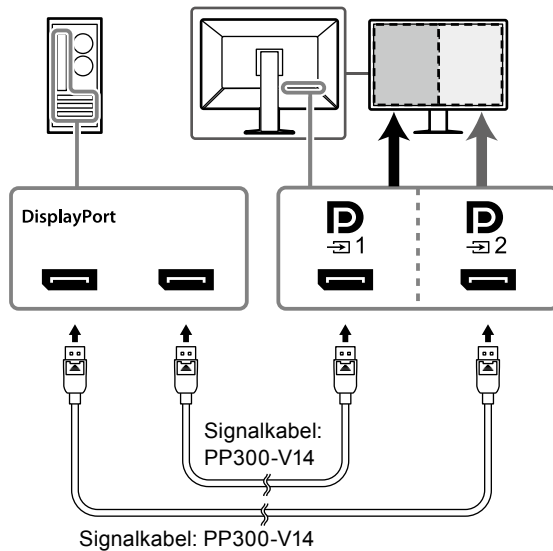 DisplayPort
1
2
Signalkabel:
PP300-V14
Signalkabel: PP300-V14